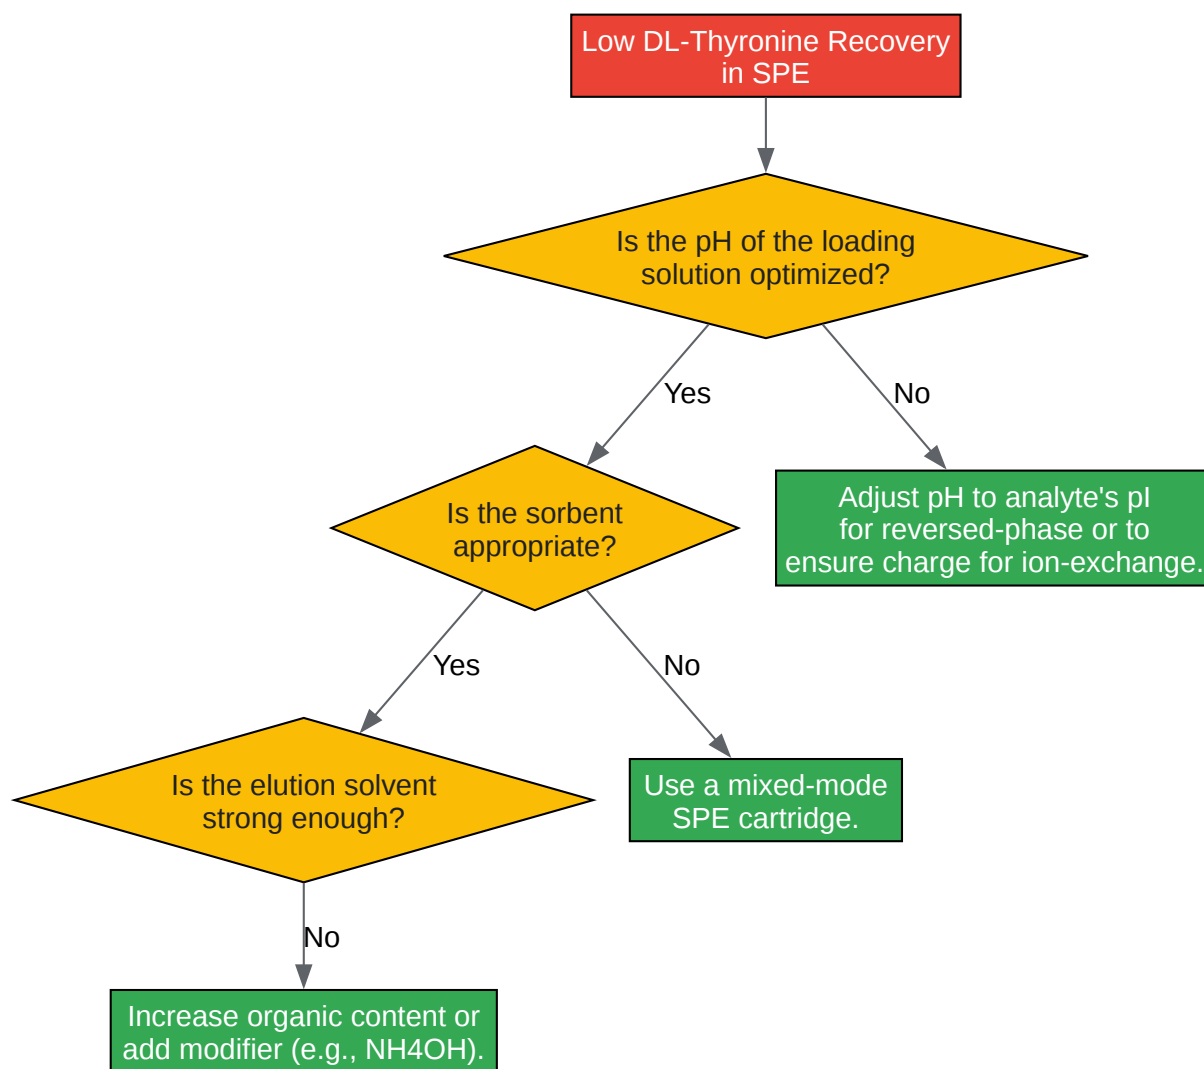 Low DL-Thyronine Recovery
in SPE
Is the pH of the loading
solution optimized?
Yes
No
Is the sorbent
appropriate?
Adjust pH to analyte's pI
for reversed-phase or to
ensure charge for ion-exchange.
Yes
No
Is the elution solvent
strong enough?
Use a mixed-mode
SPE cartridge.
No
Increase organic content or
add modifier (e.g., NH4OH).